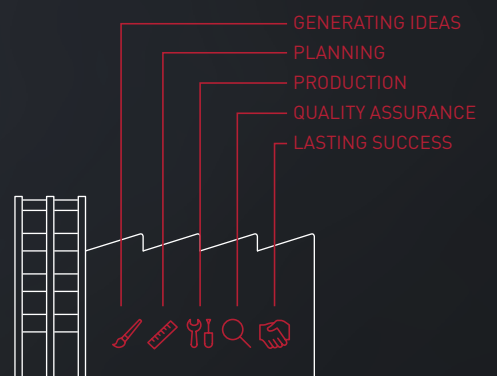 GENERATING IDEAS
PLANNING
PRODUCTION
QUALITY ASSURANCE
LASTING SUCCESS